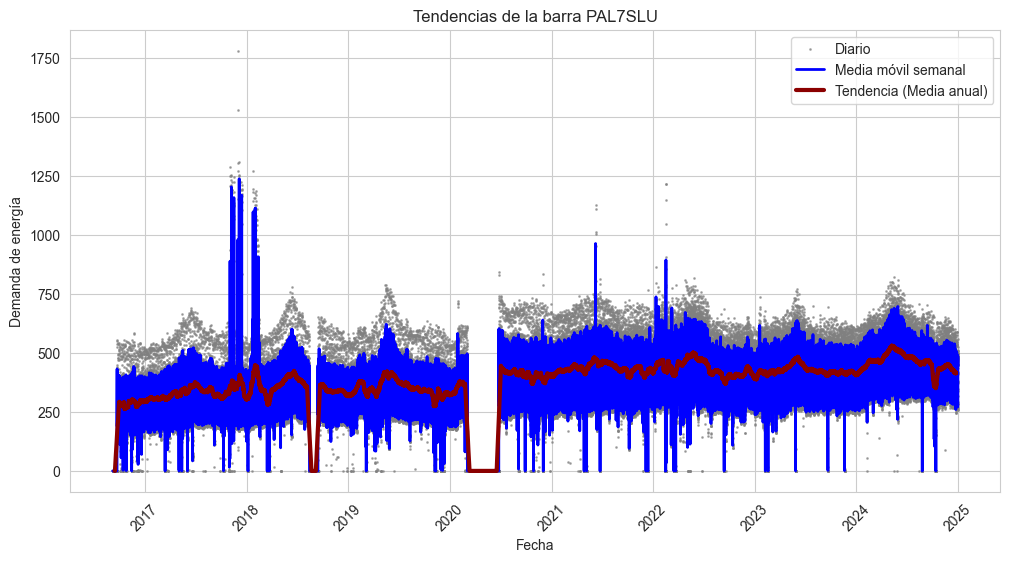 Tendencias de la barra PAL7SLU
Diario
Media móvil semanal
Tendencia (Media anual)
1750
1500
1250
1000
750
500
250
0
Demanda de energía
2017
2018
2019
2020
2021
2022
2023
2024
2025
Fecha